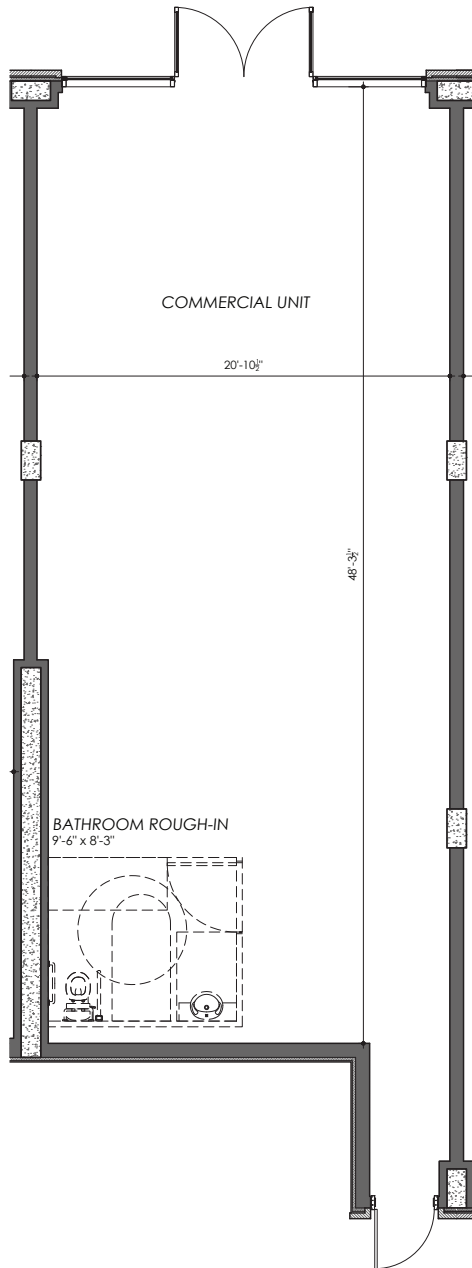 COMMERCIAL UNIT
20'-10½"
48'-3½"
BATHROOM ROUGH-IN
9'-6" x 8'-3"